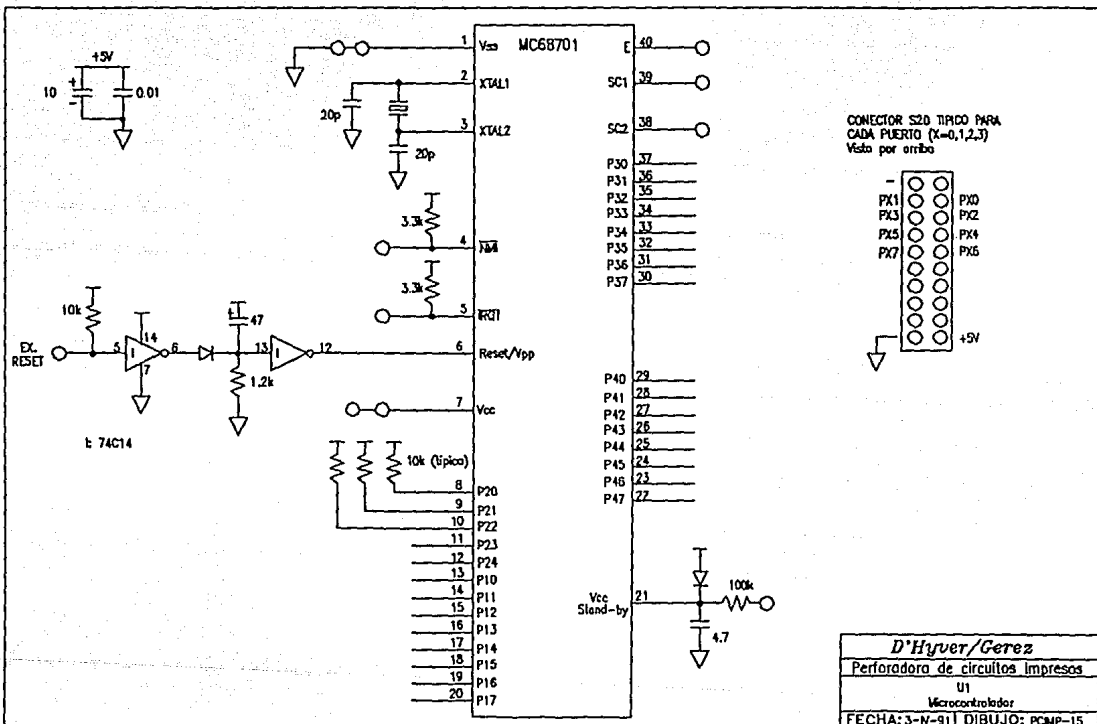 +5V
10
0.01
1
Vss
MC68701
E
40
2
XTAL1
SC1
39
20p
3
XTAL2
SC2
38
20p
P30
37
P31
36
P32
35
P33
34
P34
33
P35
32
P36
31
P37
30
3.3k
4
NMI
3.3k
5
IRQ1
10k
14
47
EX.
RESET
5
I
6
7
13
I
12
6
Reset/Vpp
1.2k
7
Vcc
I: 74C14
10k (tipico)
8
P20
9
P21
10
P22
11
P23
12
P24
13
P10
14
P11
15
P12
16
P13
17
P14
18
P15
19
P16
20
P17
P40
29
P41
28
P42
27
P43
26
P44
25
P45
24
P46
23
P47
22
Vcc
Stand-by
21
100k
4.7
CONECTOR S20 TIPICO PARA
CADA PUERTO (X=0,1,2,3)
Visto por arriba
-
PX1
PX0
PX3
PX2
PX5
PX4
PX7
PX6
+5V
D'Hyver/Gerez
Perforadora de circuitos impresos
U1
Microcontrolador
FECHA: 3-IV-91
DIBUJO: PCMP-15